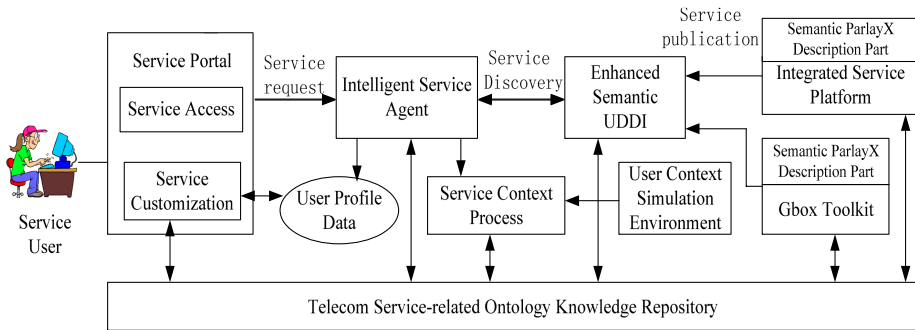 Service Portal
Service Access
Service
Customization
Service
User
Service
request
Intelligent Service
Agent
User Profile
Data
Service
Discovery
Service Context
Process
Enhanced
Semantic
UDDI
User Context
Simulation
Environment
Service
publication
Semantic ParlayX
Description Part
Integrated Service
Platform
Semantic ParlayX
Description Part
Gbox Toolkit
Telecom Service-related Ontology Knowledge Repository